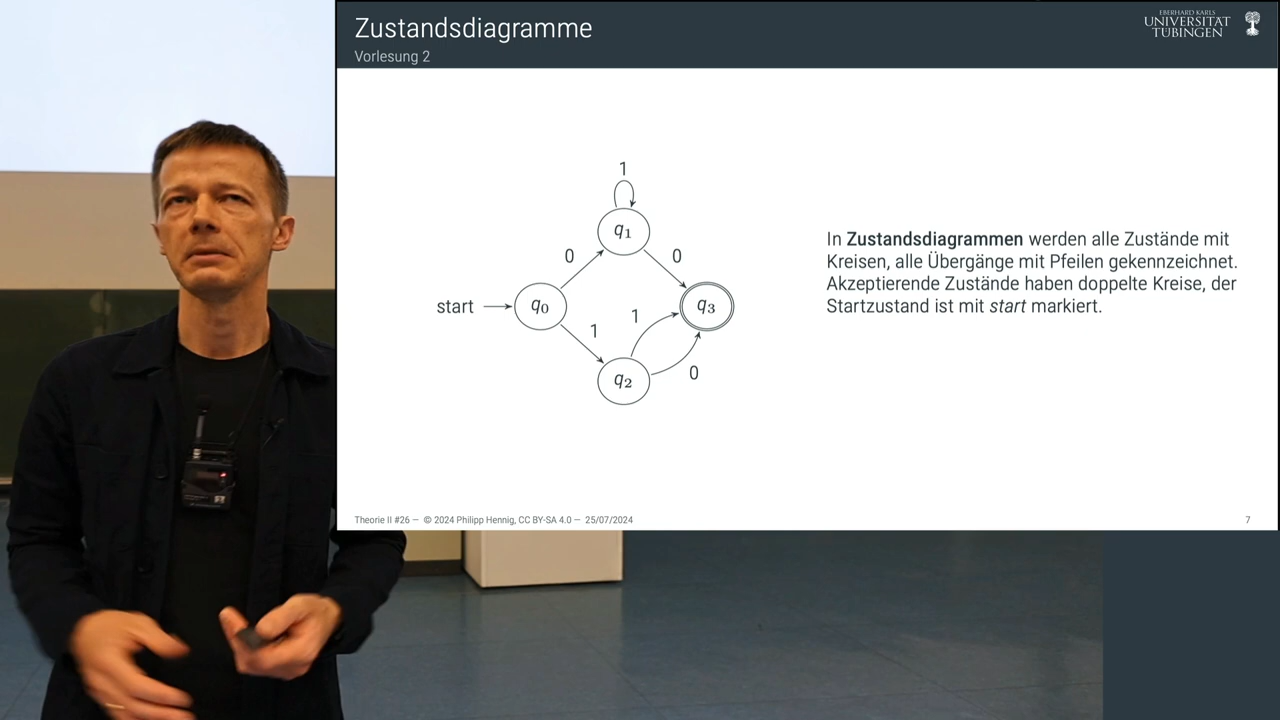 Zustandsdiagramme
Vorlesung 2
EBERHARD KARLS
UNIVERSITÄT
TÜBINGEN
1
q₁
0
0
start
q₀
q₃
1
1
q₂
0
In Zustandsdiagrammen werden alle Zustände mit
Kreisen, alle Übergänge mit Pfeilen gekennzeichnet.
Akzeptierende Zustände haben doppelte Kreise, der
Startzustand ist mit start markiert.
Theorie II #26 — © 2024 Philipp Hennig, CC BY-SA 4.0 — 25/07/2024
7